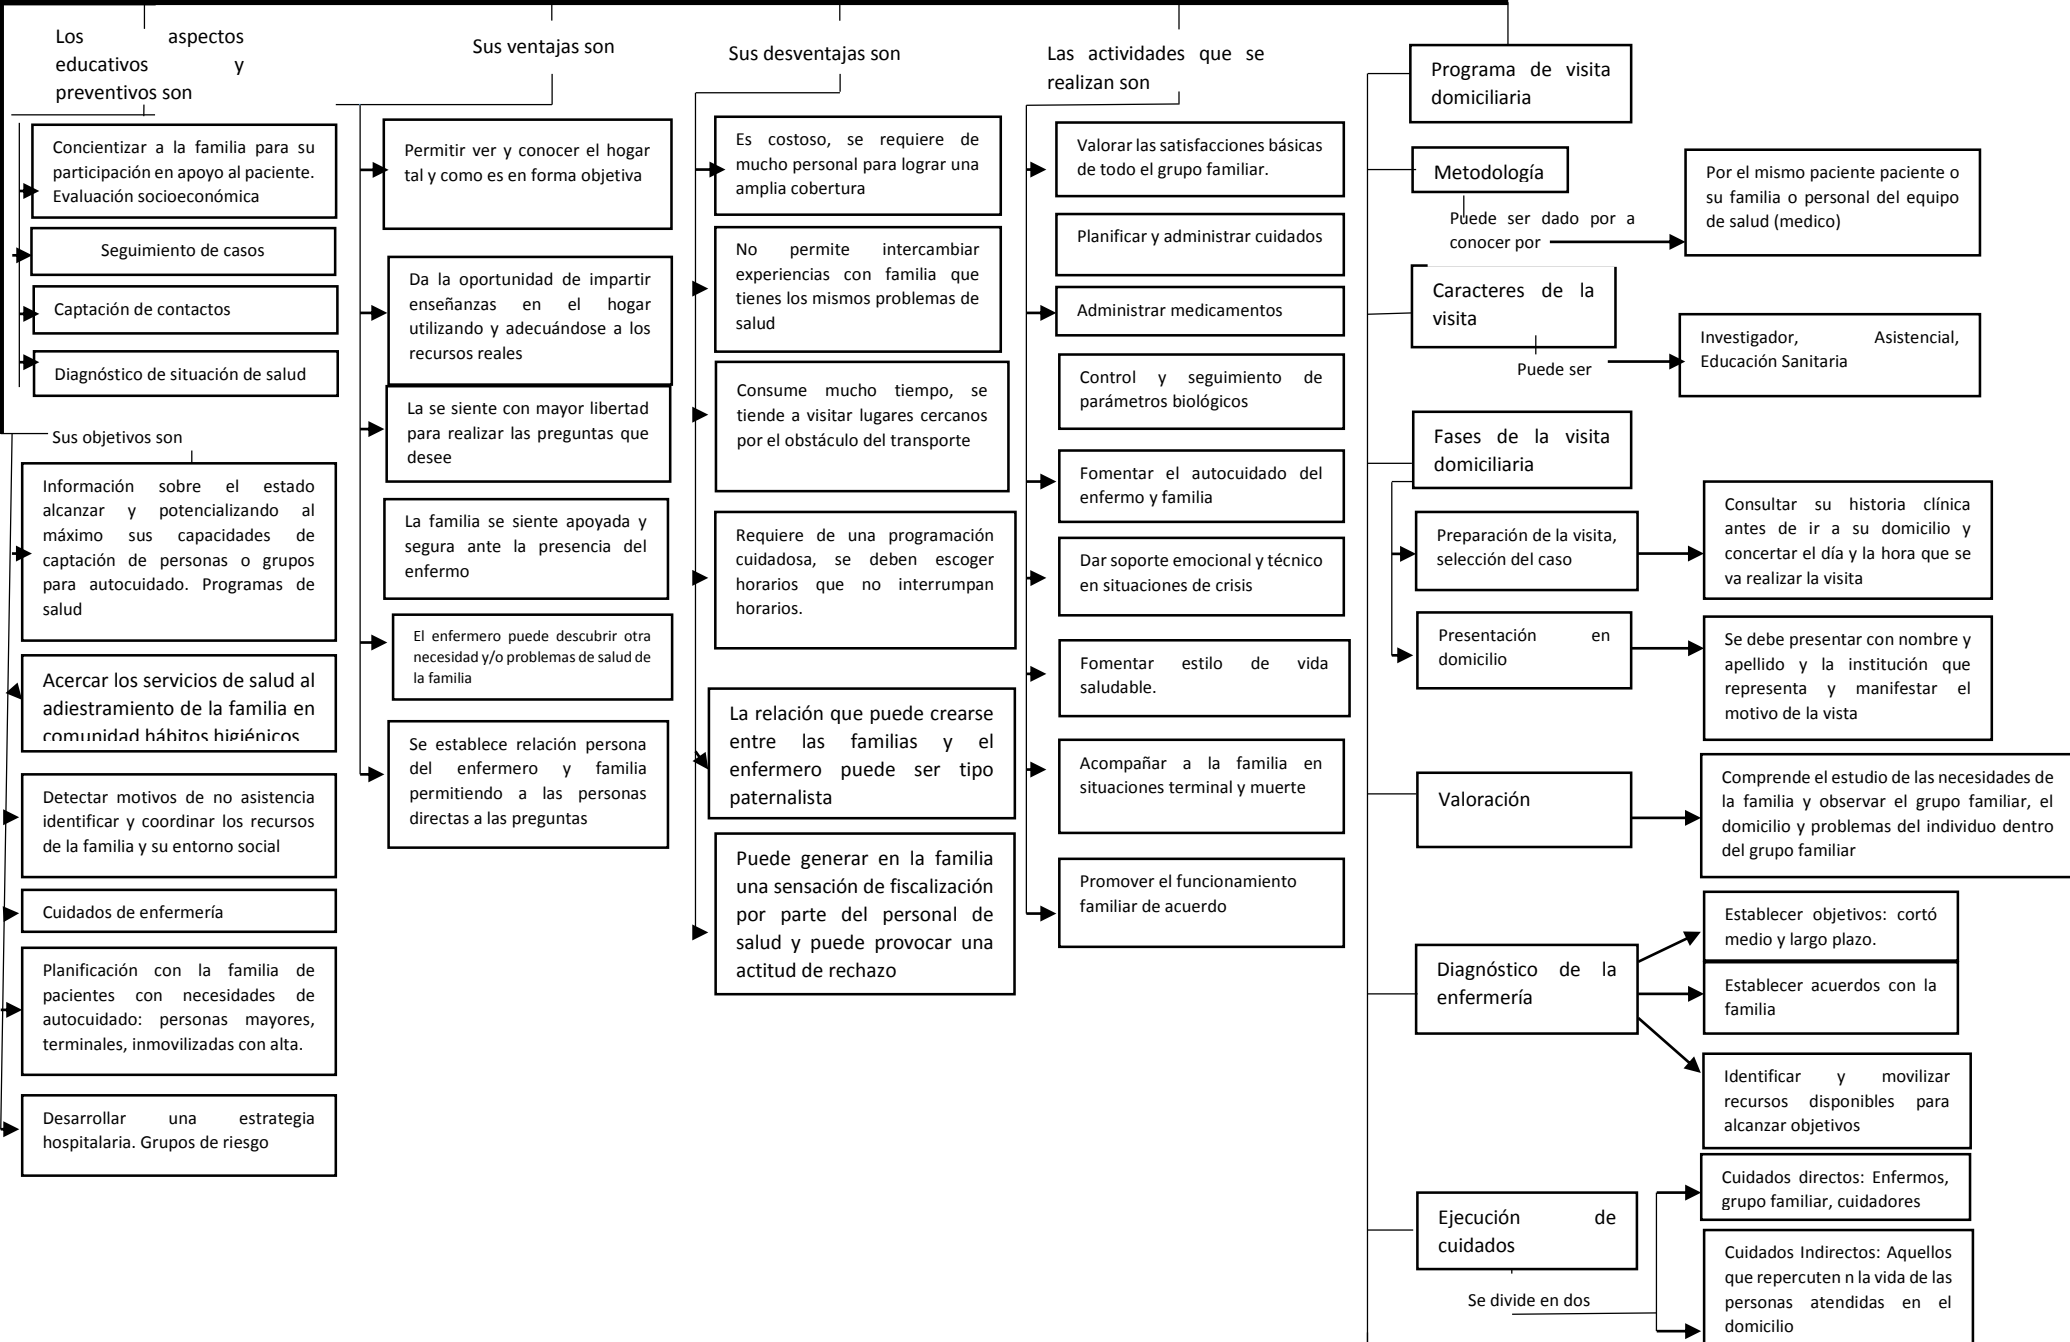 Los aspectos
educativos y
preventivos son
Concientizar a la familia para su
participación en apoyo al paciente.
Evaluación socioeconómica
Seguimiento de casos
Captación de contactos
Diagnóstico de situación de salud
Sus objetivos son
Información sobre el estado
alcanzar y potencializando al
máximo sus capacidades de
captación de personas o grupos
para autocuidado. Programas de
salud
Acercar los servicios de salud al
adiestramiento de la familia en
comunidad hábitos higiénicos
Detectar motivos de no asistencia
identificar y coordinar los recursos
de la familia y su entorno social
Cuidados de enfermería
Planificación con la familia de
pacientes con necesidades de
autocuidado: personas mayores,
terminales, inmovilizadas con alta.
Desarrollar una estrategia
hospitalaria. Grupos de riesgo
Sus ventajas son
Permitir ver y conocer el hogar
tal y como es en forma objetiva
Da la oportunidad de impartir
enseñanzas en el hogar
utilizando y adecuándose a los
recursos reales
La se siente con mayor libertad
para realizar las preguntas que
desee
La familia se siente apoyada y
segura ante la presencia del
enfermo
El enfermero puede descubrir otra
necesidad y/o problemas de salud de
la familia
Se establece relación persona
del enfermero y familia
permitiendo a las personas
directas a las preguntas
Sus desventajas son
Es costoso, se requiere de
mucho personal para lograr una
amplia cobertura
No permite intercambiar
experiencias con familia que
tienes los mismos problemas de
salud
Consume mucho tiempo, se
tiende a visitar lugares cercanos
por el obstáculo del transporte
Requiere de una programación
cuidadosa, se deben escoger
horarios que no interrumpan
horarios.
La relación que puede crearse
entre las familias y el
enfermero puede ser tipo
paternalista
Puede generar en la familia
una sensación de fiscalización
por parte del personal de
salud y puede provocar una
actitud de rechazo
Las actividades que se
realizan son
Valorar las satisfacciones básicas
de todo el grupo familiar.
Planificar y administrar cuidados
Administrar medicamentos
Control y seguimiento de
parámetros biológicos
Fomentar el autocuidado del
enfermo y familia
Dar soporte emocional y técnico
en situaciones de crisis
Fomentar estilo de vida
saludable.
Acompañar a la familia en
situaciones terminal y muerte
Promover el funcionamiento
familiar de acuerdo
Programa de visita
domiciliaria
Metodología
Puede ser dado por a
conocer por
Por el mismo paciente paciente o
su familia o personal del equipo
de salud (medico)
Caracteres de la
visita
Puede ser
Investigador, Asistencial,
Educación Sanitaria
Fases de la visita
domiciliaria
Preparación de la visita,
selección del caso
Consultar su historia clínica
antes de ir a su domicilio y
concertar el día y la hora que se
va realizar la visita
Presentación en
domicilio
Se debe presentar con nombre y
apellido y la institución que
representa y manifestar el
motivo de la vista
Valoración
Comprende el estudio de las necesidades de
la familia y observar el grupo familiar, el
domicilio y problemas del individuo dentro
del grupo familiar
Diagnóstico de la
enfermería
Establecer objetivos: cortó
medio y largo plazo.
Establecer acuerdos con la
familia
Identificar y movilizar
recursos disponibles para
alcanzar objetivos
Ejecución de
cuidados
Se divide en dos
Cuidados directos: Enfermos,
grupo familiar, cuidadores
Cuidados Indirectos: Aquellos
que repercuten n la vida de las
personas atendidas en el
domicilio